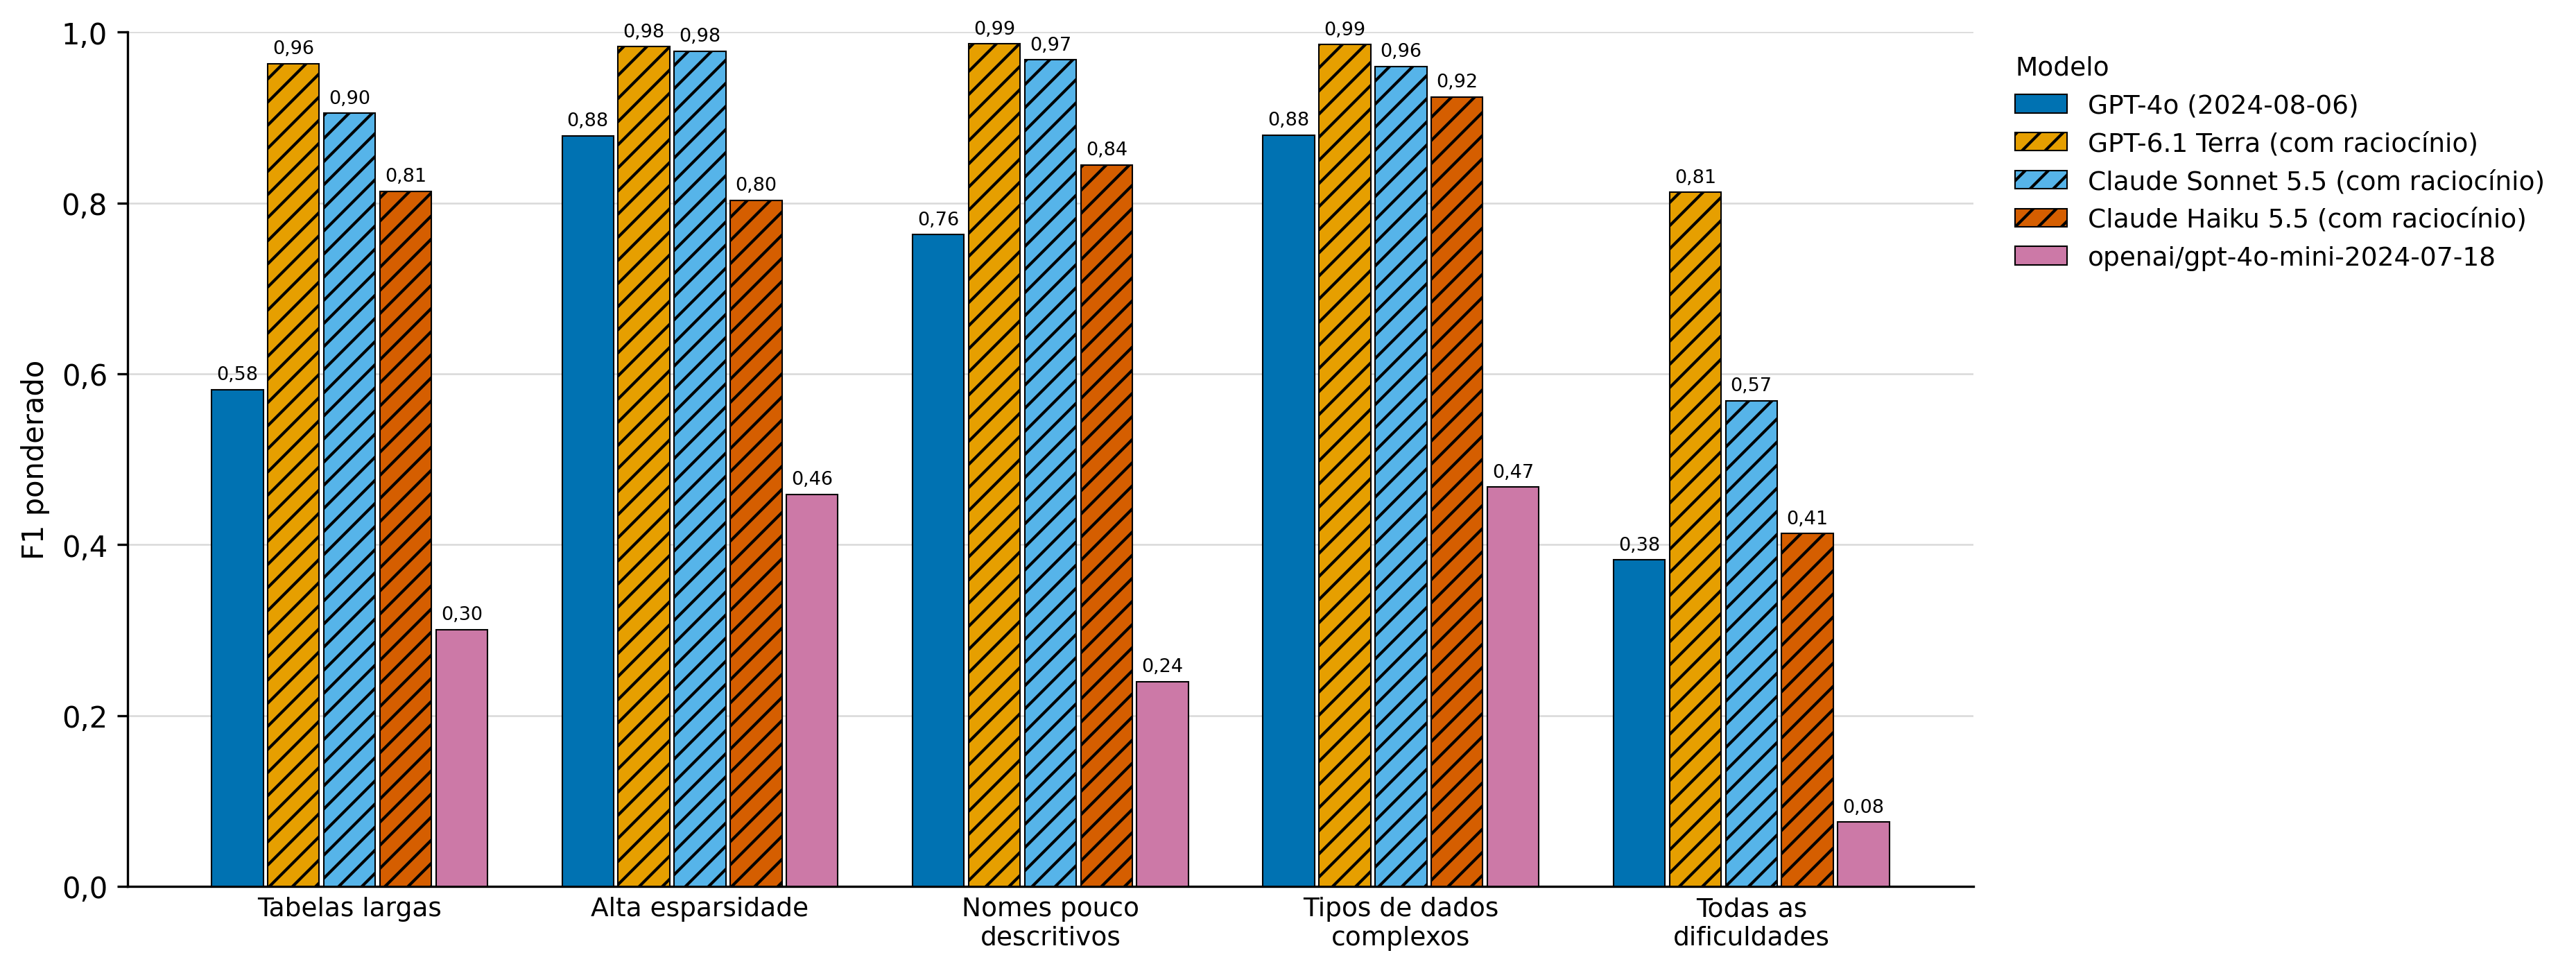 F1 ponderado
1,0
0,8
0,6
0,4
0,2
0,0
0,58
0,96
0,90
0,81
0,30
0,88
0,98
0,98
0,80
0,46
0,76
0,99
0,97
0,84
0,24
0,88
0,99
0,96
0,92
0,47
0,38
0,81
0,57
0,41
0,08
Tabelas largas
Alta esparsidade
Nomes pouco
descritivos
Tipos de dados
complexos
Todas as
dificuldades
Modelo
GPT-4o (2024-08-06)
GPT-6.1 Terra (com raciocínio)
Claude Sonnet 5.5 (com raciocínio)
Claude Haiku 5.5 (com raciocínio)
openai/gpt-4o-mini-2024-07-18